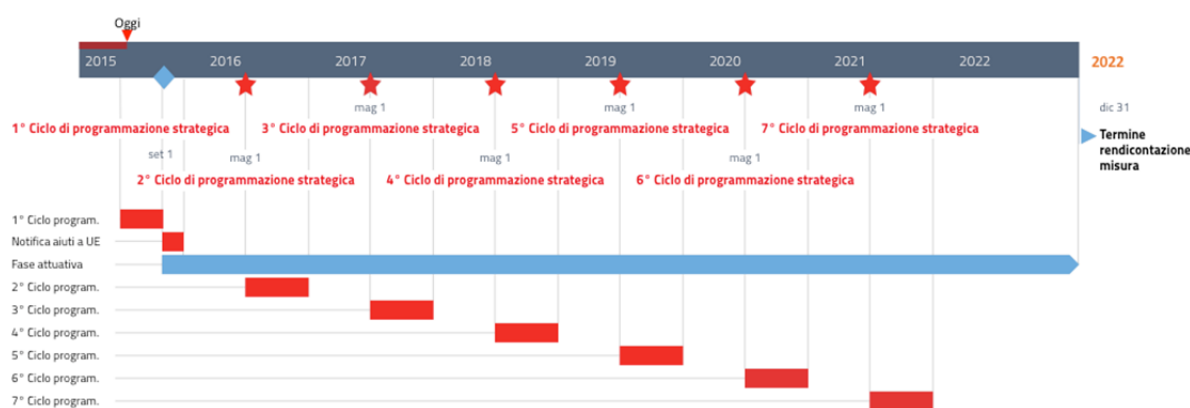 Oggi
2015 2016 2017 2018 2019 2020 2021 2022 2022
mag 1 mag 1 mag 1 dic 31
1° Ciclo di programmazione strategica 3° Ciclo di programmazione strategica 5° Ciclo di programmazione strategica 7° Ciclo di programmazione strategica
Termine
rendicontazione
misura
set 1 mag 1 mag 1 mag 1
2° Ciclo di programmazione strategica 4° Ciclo di programmazione strategica 6° Ciclo di programmazione strategica
1° Ciclo program.
Notifica aiuti a UE
Fase attuativa
2° Ciclo program.
3° Ciclo program.
4° Ciclo program.
5° Ciclo program.
6° Ciclo program.
7° Ciclo program.